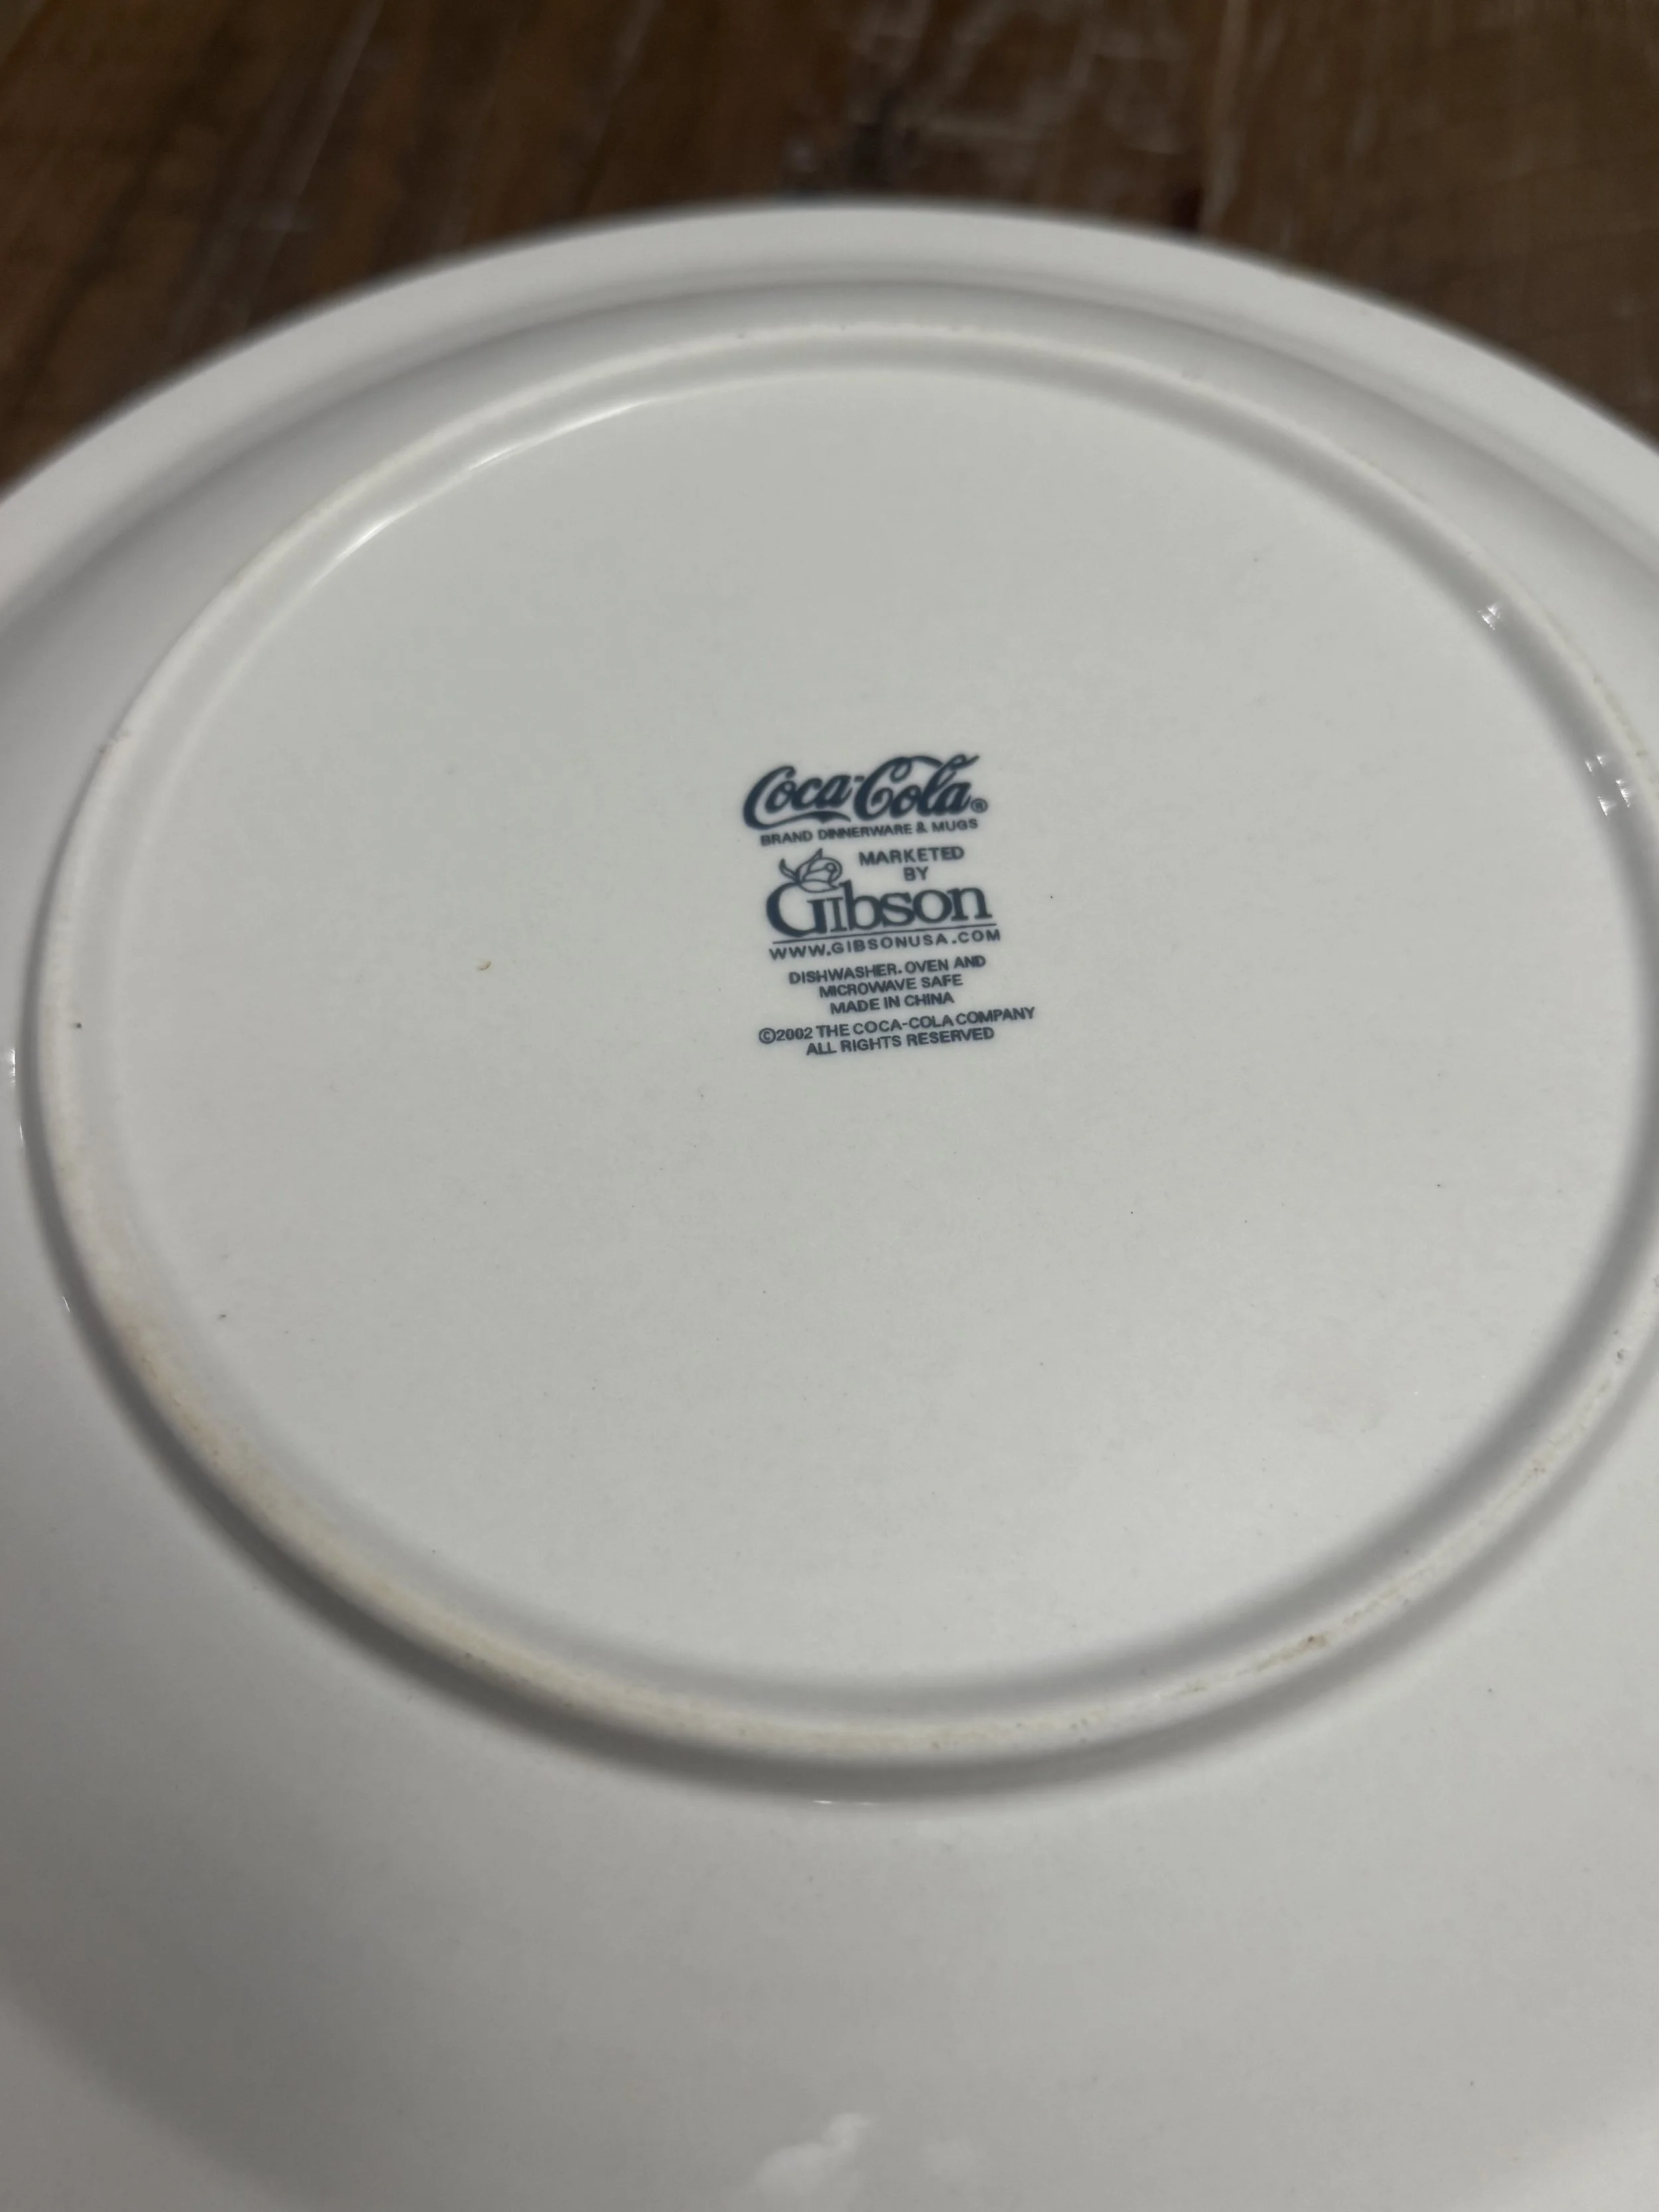 Coca-Cola®
BRAND DINNERWARE & MUGS
MARKETED
BY
Gibson
WWW.GIBSONUSA.COM
DISHWASHER, OVEN AND
MICROWAVE SAFE
MADE IN CHINA
©2002 THE COCA-COLA COMPANY
ALL RIGHTS RESERVED